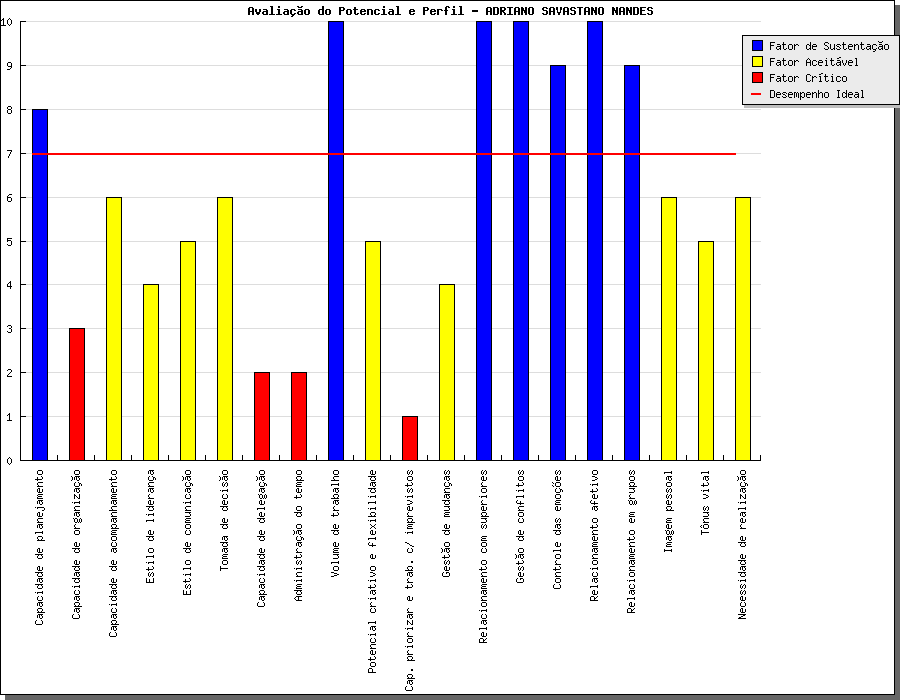 Avaliação do Potencial e Perfil - ADRIANO SAVASTANO NANDES
Fator de Sustentação
Fator Aceitável
Fator Crítico
Desempenho Ideal
10
9
8
7
6
5
4
3
2
1
0
Capacidade de planejamento
Capacidade de organização
Capacidade de acompanhamento
Estilo de liderança
Estilo de comunicação
Tomada de decisão
Capacidade de delegação
Administração do tempo
Volume de trabalho
Potencial criativo e flexibilidade
Cap. priorizar e trab. c/ imprevistos
Gestão de mudanças
Relacionamento com superiores
Gestão de conflitos
Controle das emoções
Relacionamento afetivo
Relacionamento em grupos
Imagem pessoal
Tônus vital
Necessidade de realização